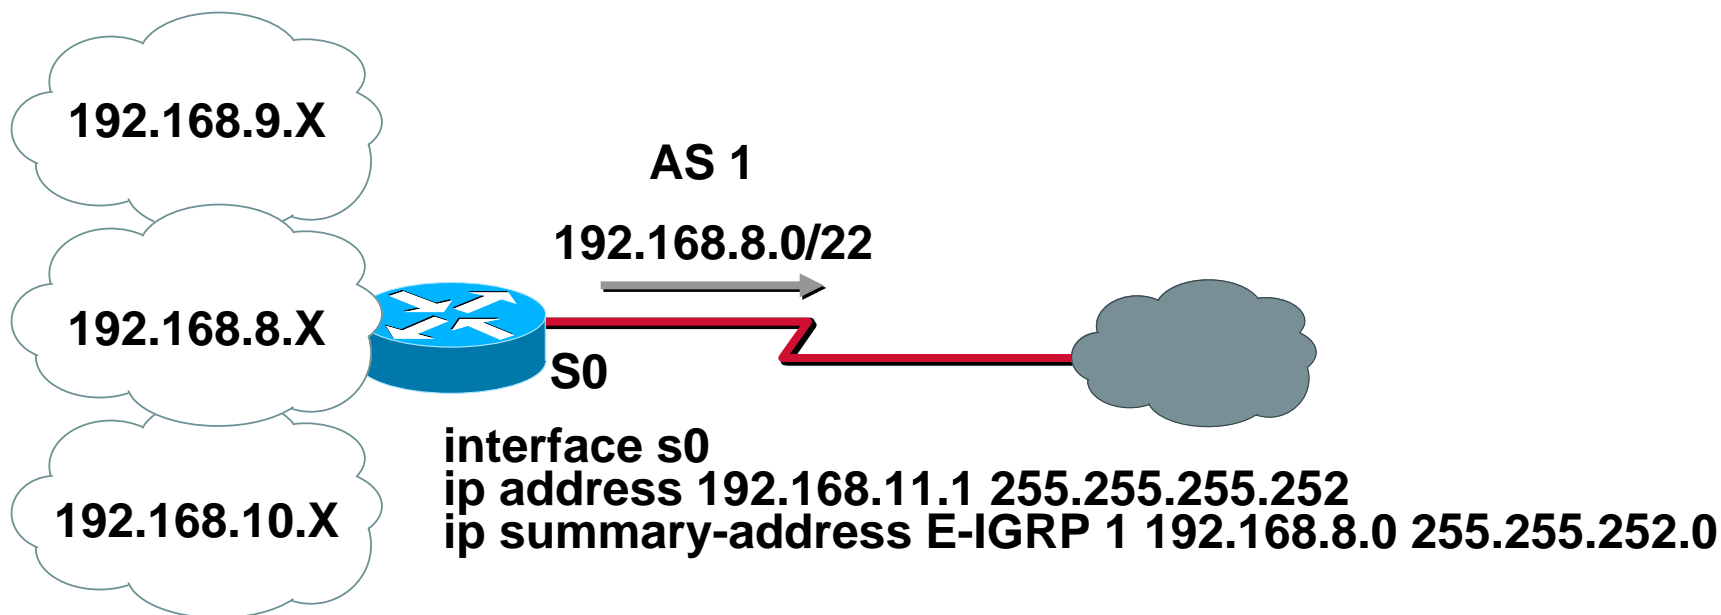 192.168.9.X
AS 1
192.168.8.0/22
192.168.8.X
S0
192.168.10.X
interface s0
ip address 192.168.11.1 255.255.255.252
ip summary-address E-IGRP 1 192.168.8.0 255.255.252.0